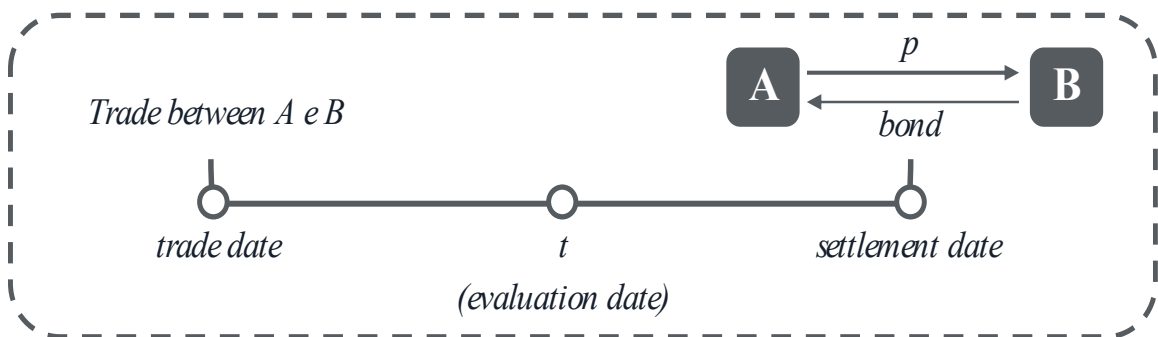 p
A
B
Trade between A e B
bond
trade date
t
settlement date
(evaluation date)